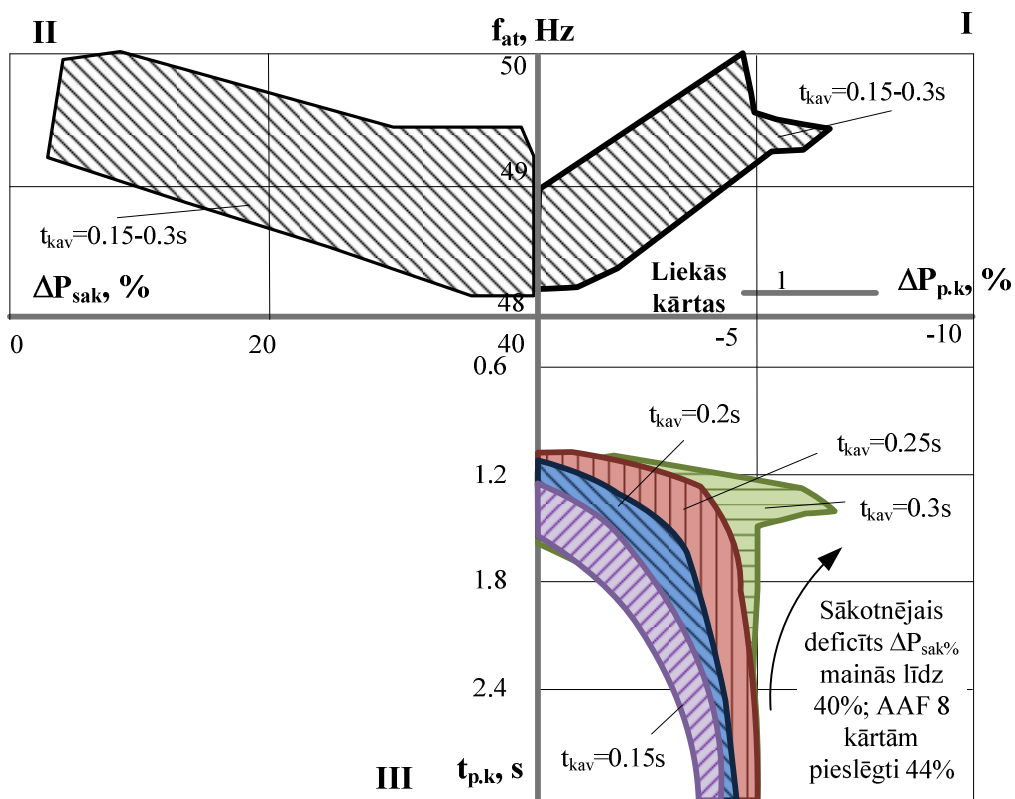 II
f_at, Hz
I
50
t_kav=0.15-0.3s
49
t_kav=0.15-0.3s
ΔP_sak, %
Liekās
kārtas
1
ΔP_p.k, %
48
0
20
40
-5
-10
0.6
t_kav=0.2s
t_kav=0.25s
1.2
t_kav=0.3s
1.8
Sākotnējais
deficīts ΔP_sak%
mainās līdz
40%; AAF 8
kārtām
pieslēgti 44%
2.4
t_kav=0.15s
III
t_p.k, s